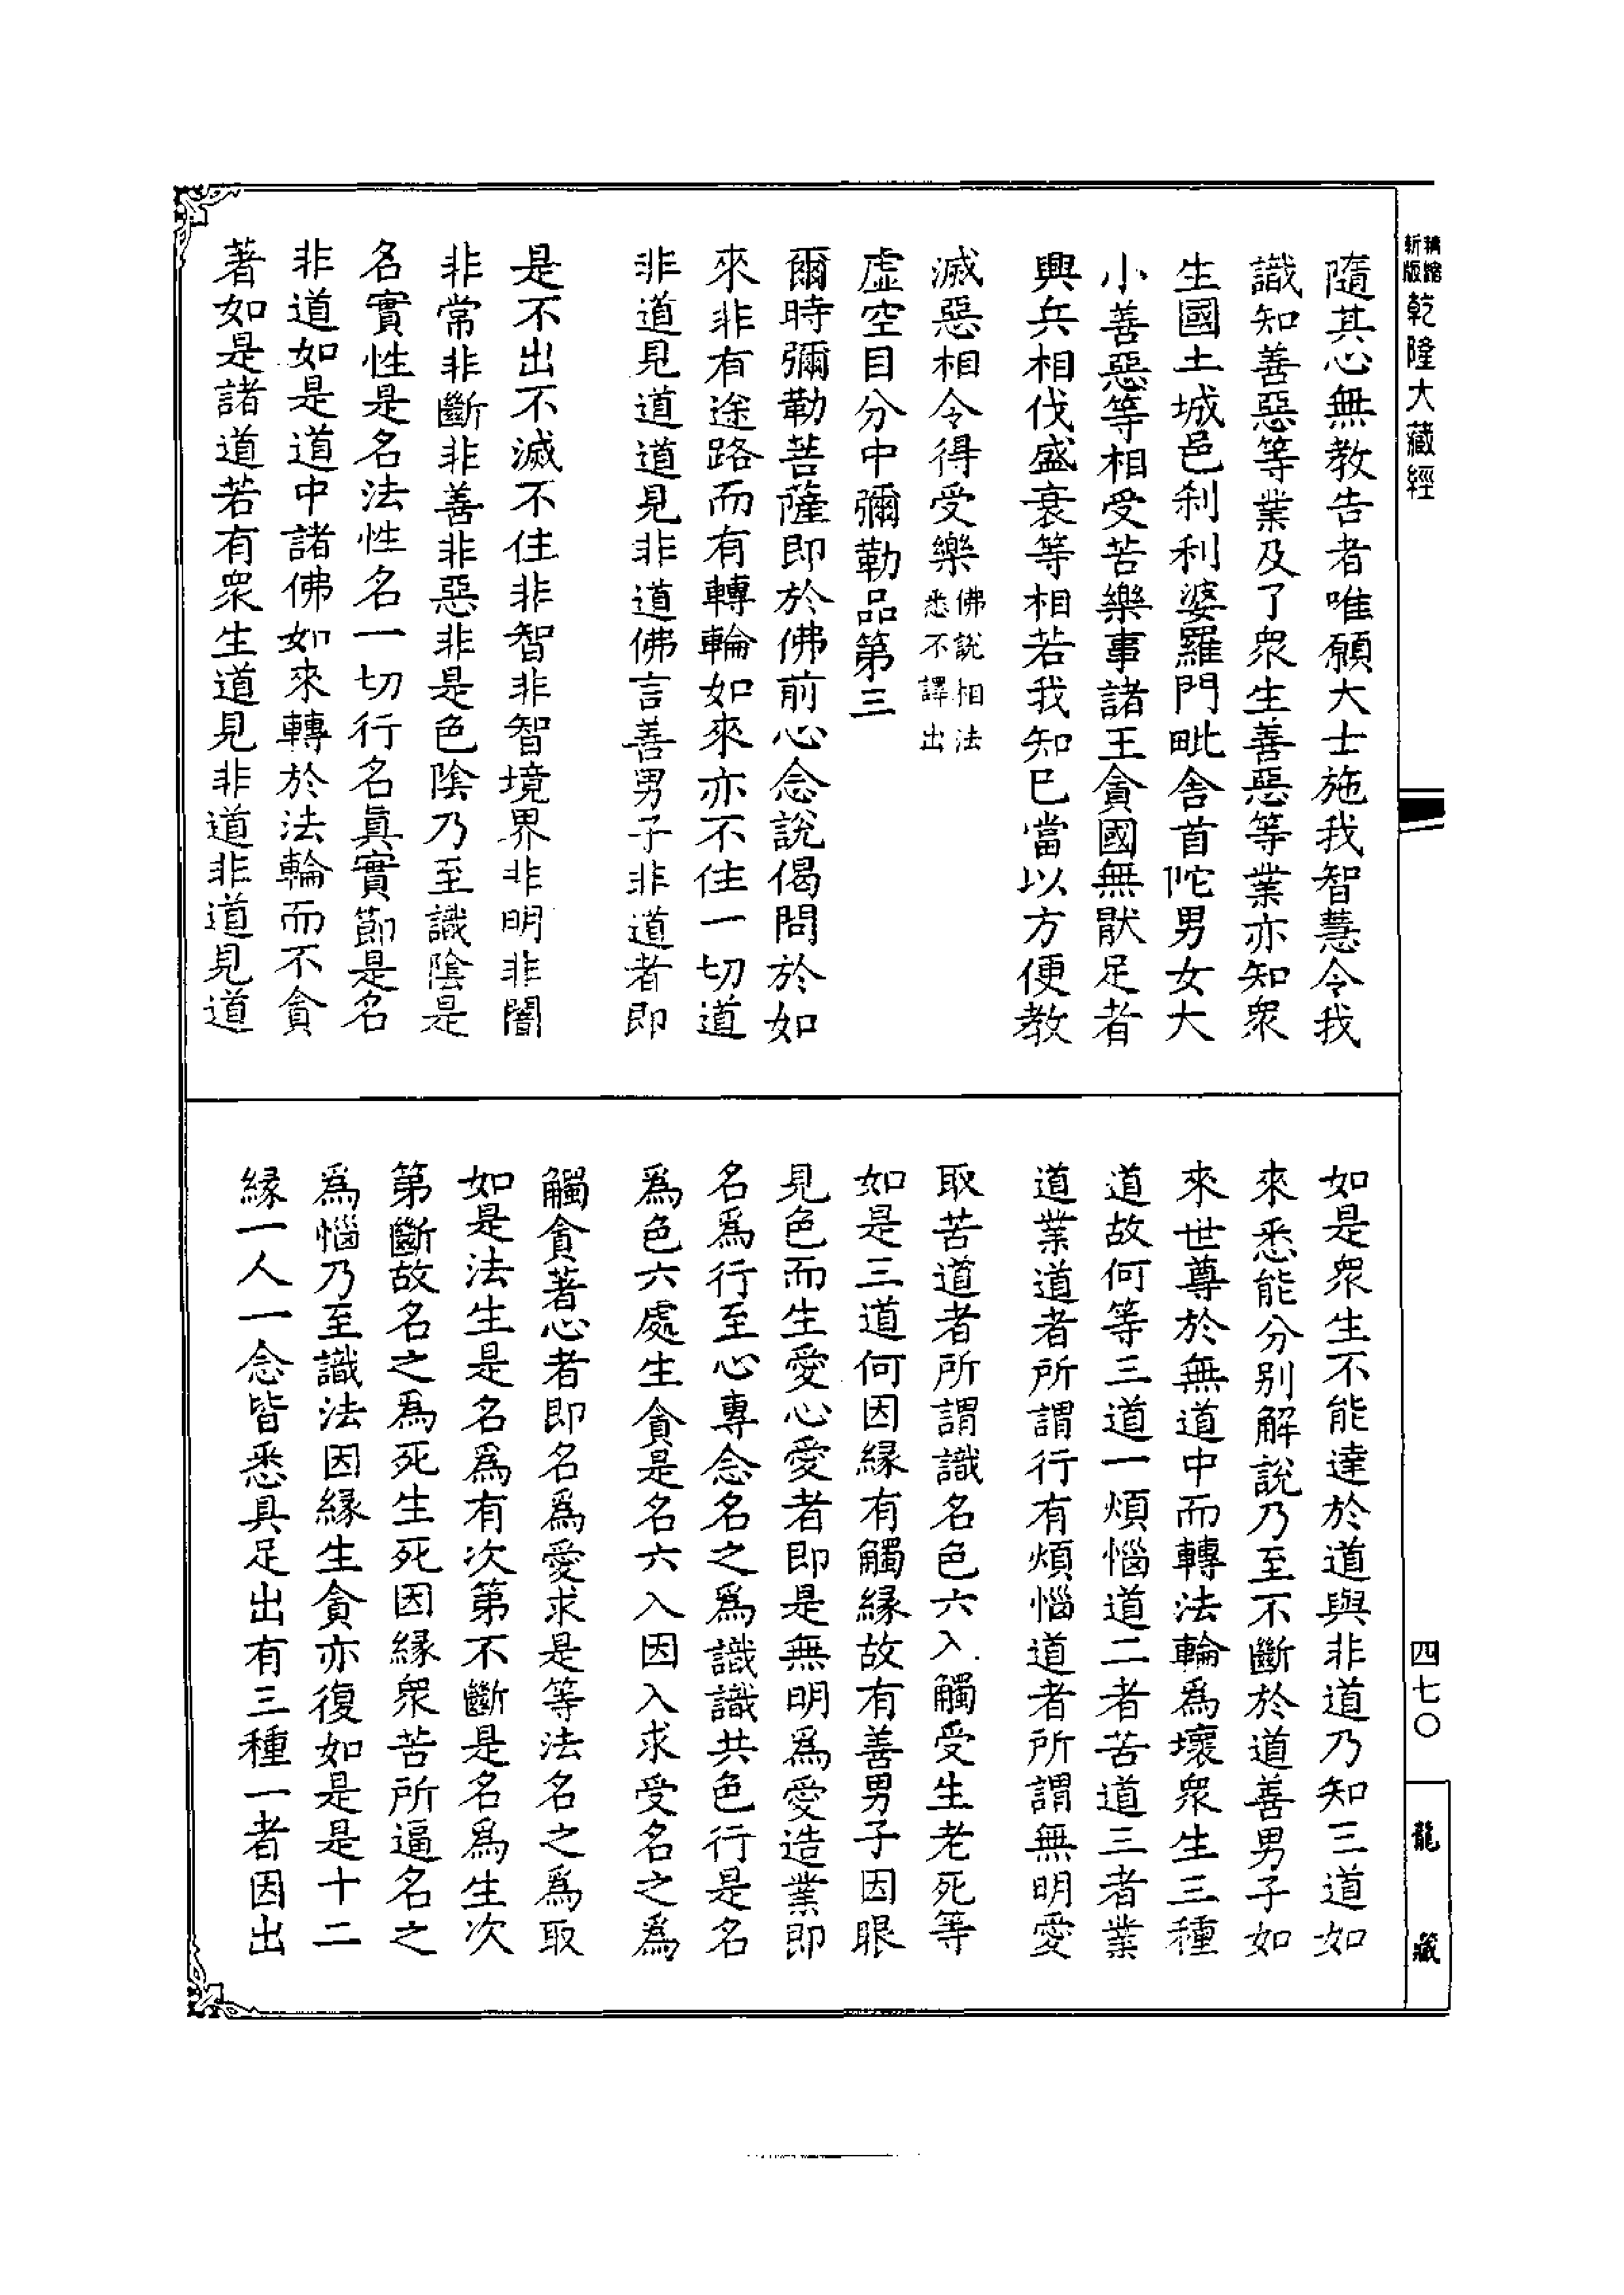 新版精縮乾隆大藏經
隨其心無教告者唯願大士施我智慧令我
識知善惡等業及了衆生善惡等業亦知衆
生國土城邑刹利婆羅門毗舍首陀男女大
小善惡等相受苦樂事諸王貪國無猒足者
興兵相伐盛衰等相若我知巳當以方便教
滅惡相令得受樂佛說相法悉不譯出
虛空目分中彌勒品第三
爾時彌勒菩薩即於佛前心念說偈問於如
來非有途路而有轉輪如來亦不住一切道
非道見道道見非道佛言善男子非道者即
是不出不滅不住非智非智境界非明非闇
非常非斷非善非惡非是色陰乃至識陰是
名實性是名法性名一切行名眞實節是名
非道如是道中諸佛如來轉於法輪而不貪
著如是諸道若有衆生道見非道非道見道
如是衆生不能達於道與非道乃知三道如
來悉能分別解說乃至不斷於道善男子如
來世尊於無道中而轉法輪爲壞衆生三種
道故何等三道一煩惱道二者苦道三者業
道業道者所謂行有煩惱道者所謂無明愛
取苦道者所謂識名色六入觸受生老死等
如是三道何因緣有觸緣故有善男子因眼
見色而生愛心愛者即是無明爲愛造業即
名爲行至心專念名之爲識識共色行是名
爲色六處生貪是名六入因入求受名之爲
觸貪著心者即名爲愛求是等法名之爲取
如是法生是名爲有次第不斷是名爲生次
第斷故名之爲死生死因緣衆苦所逼名之
爲惱乃至識法因緣生貪亦復如是是十二
緣一人一念皆悉具足出有三種一者因出
四七〇
龍藏